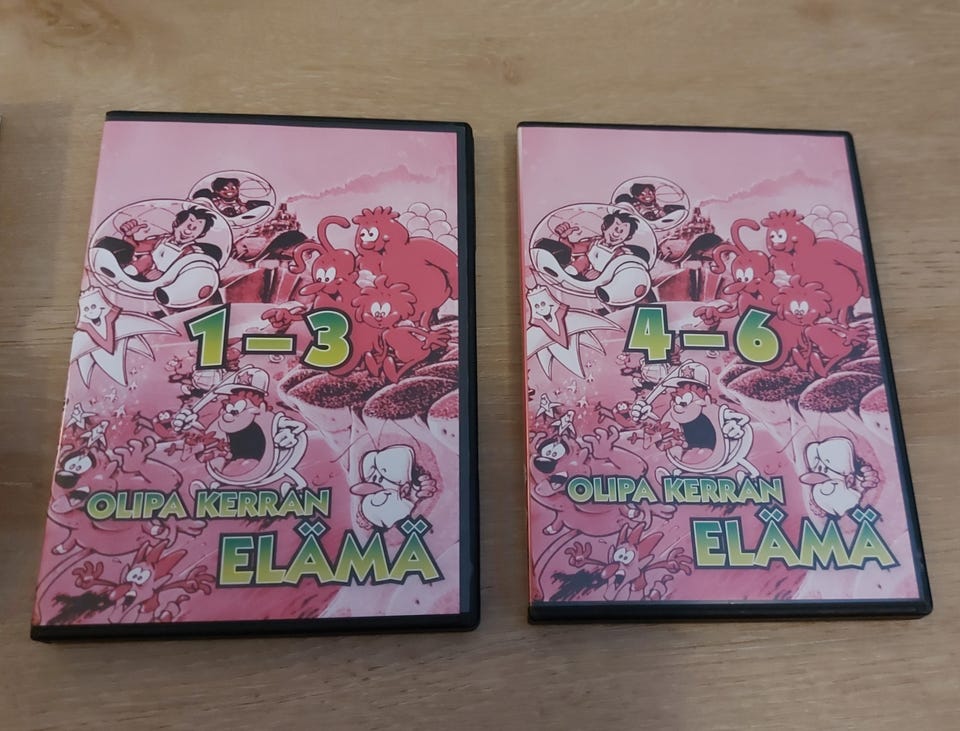 1 – 3
OLIPA KERRAN
ELÄMÄ
4 – 6
OLIPA KERRAN
ELÄMÄ